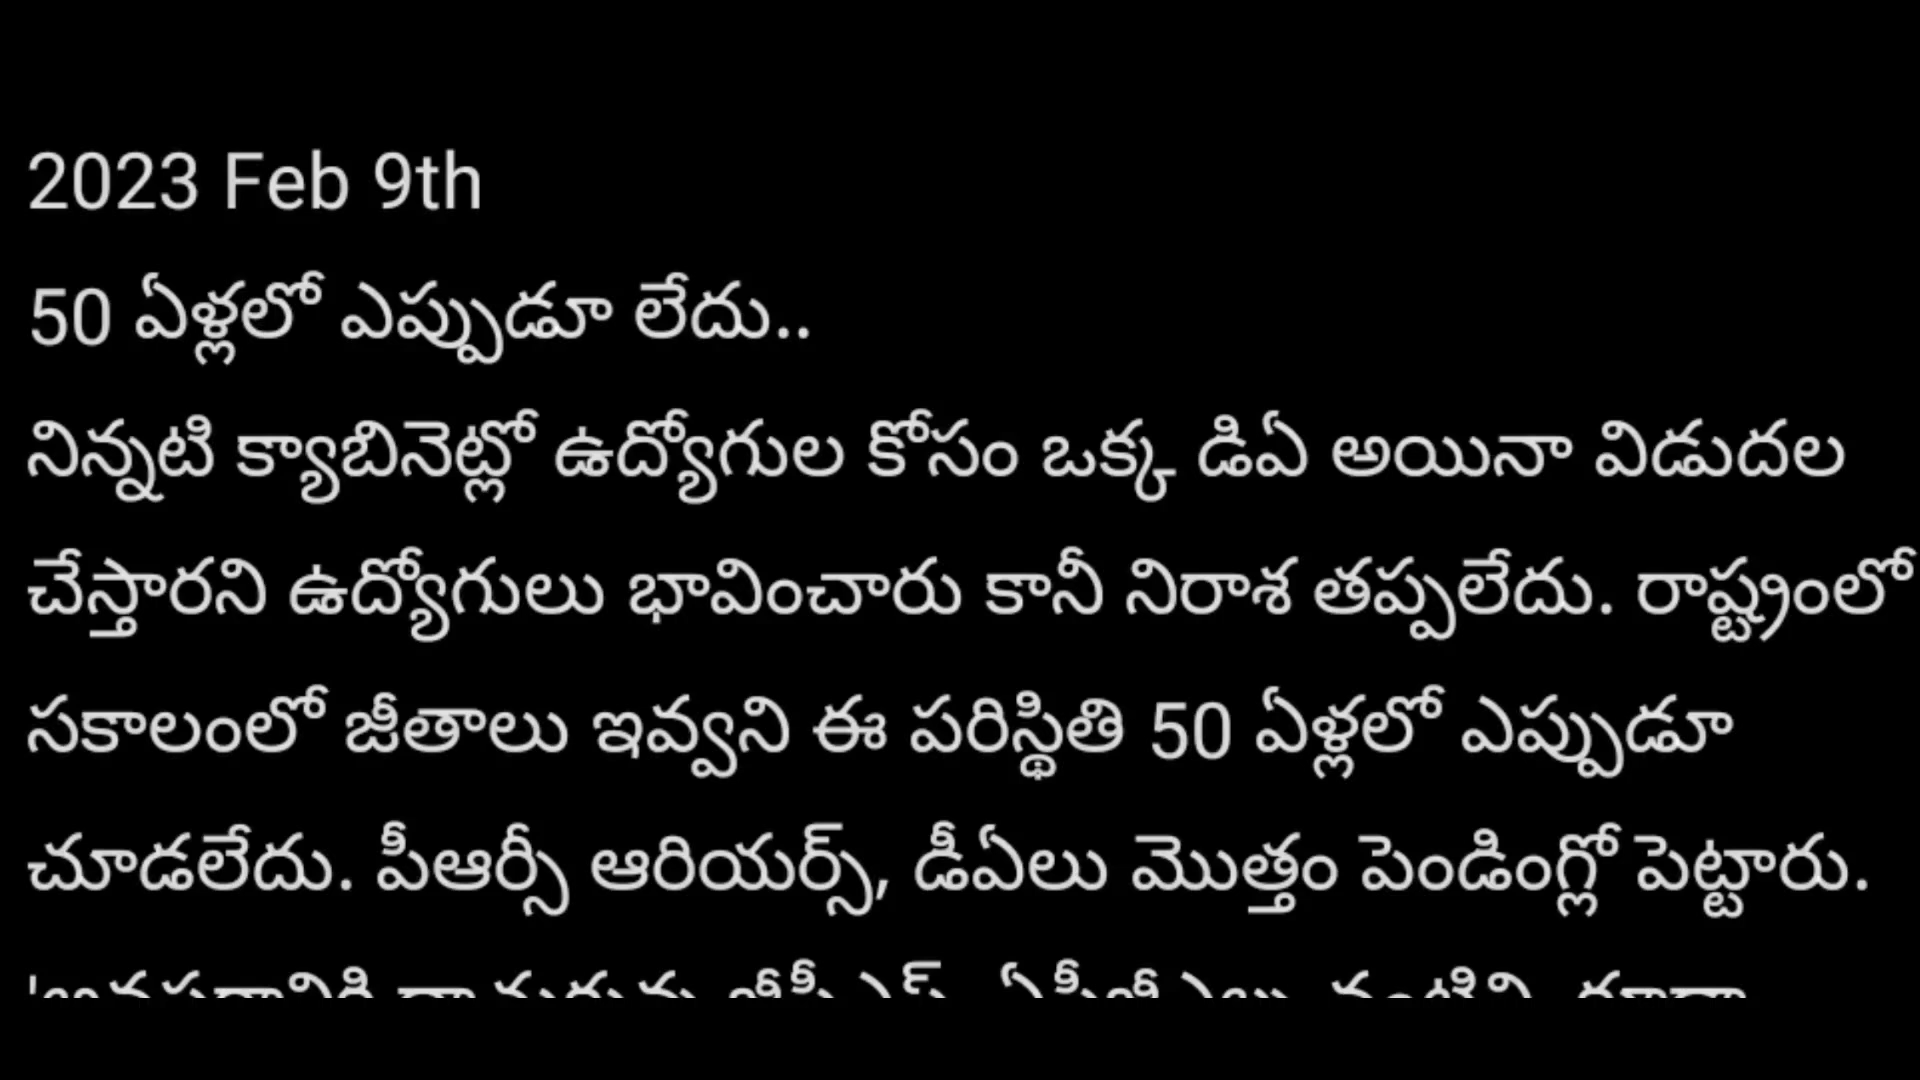 2023 Feb 9th
50 ఏళ్లలో ఎప్పుడూ లేదు..
నిన్నటి క్యాబినెట్లో ఉద్యోగుల కోసం ఒక్క డిఏ అయినా విడుదల
చేస్తారని ఉద్యోగులు భావించారు కానీ నిరాశ తప్పలేదు. రాష్ట్రంలో
సకాలంలో జీతాలు ఇవ్వని ఈ పరిస్థితి 50 ఏళ్లలో ఎప్పుడూ
చూడలేదు. పీఆర్సీ ఆరియర్స్, డీఏలు మొత్తం పెండింగ్లో పెట్టారు.